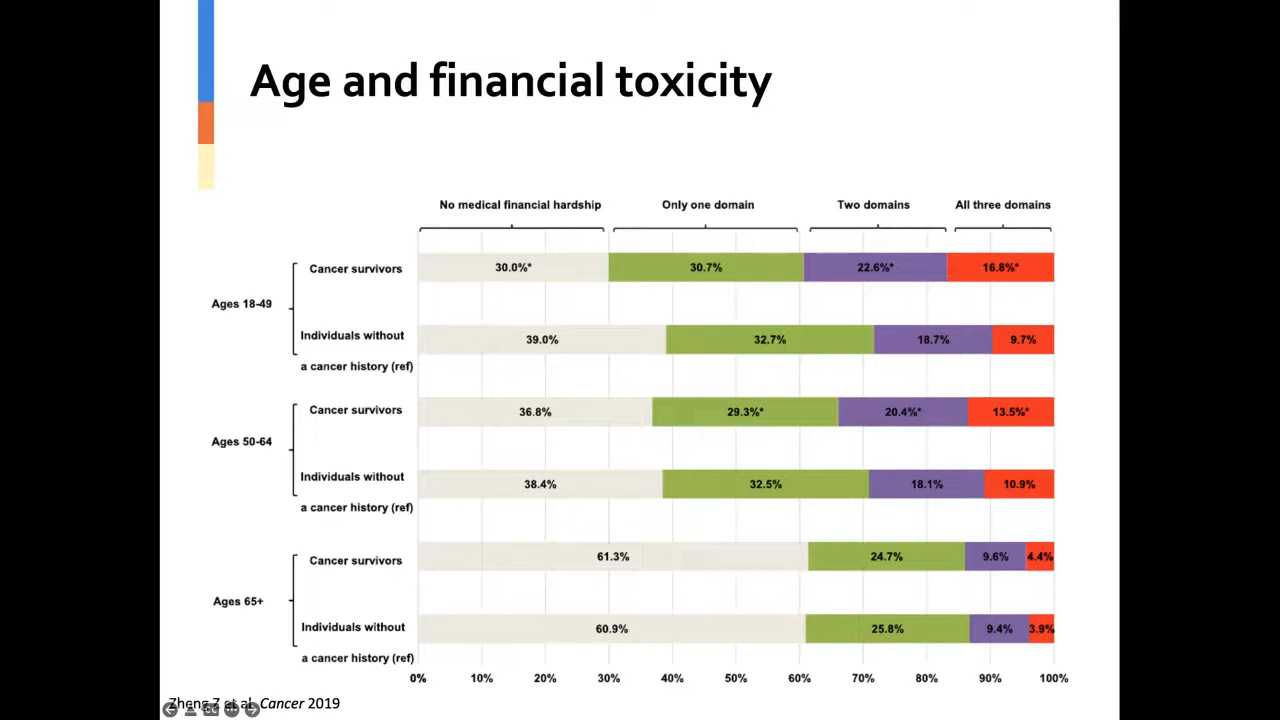 Age and financial toxicity
No medical financial hardship Only one domain Two domains All three domains
Ages 18-49
Cancer survivors 30.0%* 30.7% 22.6%* 16.8%*
Individuals without 39.0% 32.7% 18.7% 9.7%
a cancer history (ref)
Ages 50-64
Cancer survivors 36.8% 29.3%* 20.4%* 13.5%*
Individuals without 38.4% 32.5% 18.1% 10.9%
a cancer history (ref)
Ages 65+
Cancer survivors 61.3% 24.7% 9.6% 4.4%
Individuals without 60.9% 25.8% 9.4% 3.9%
a cancer history (ref)
0% 10% 20% 30% 40% 50% 60% 70% 80% 90% 100%
Zheng Z et al. Cancer 2019